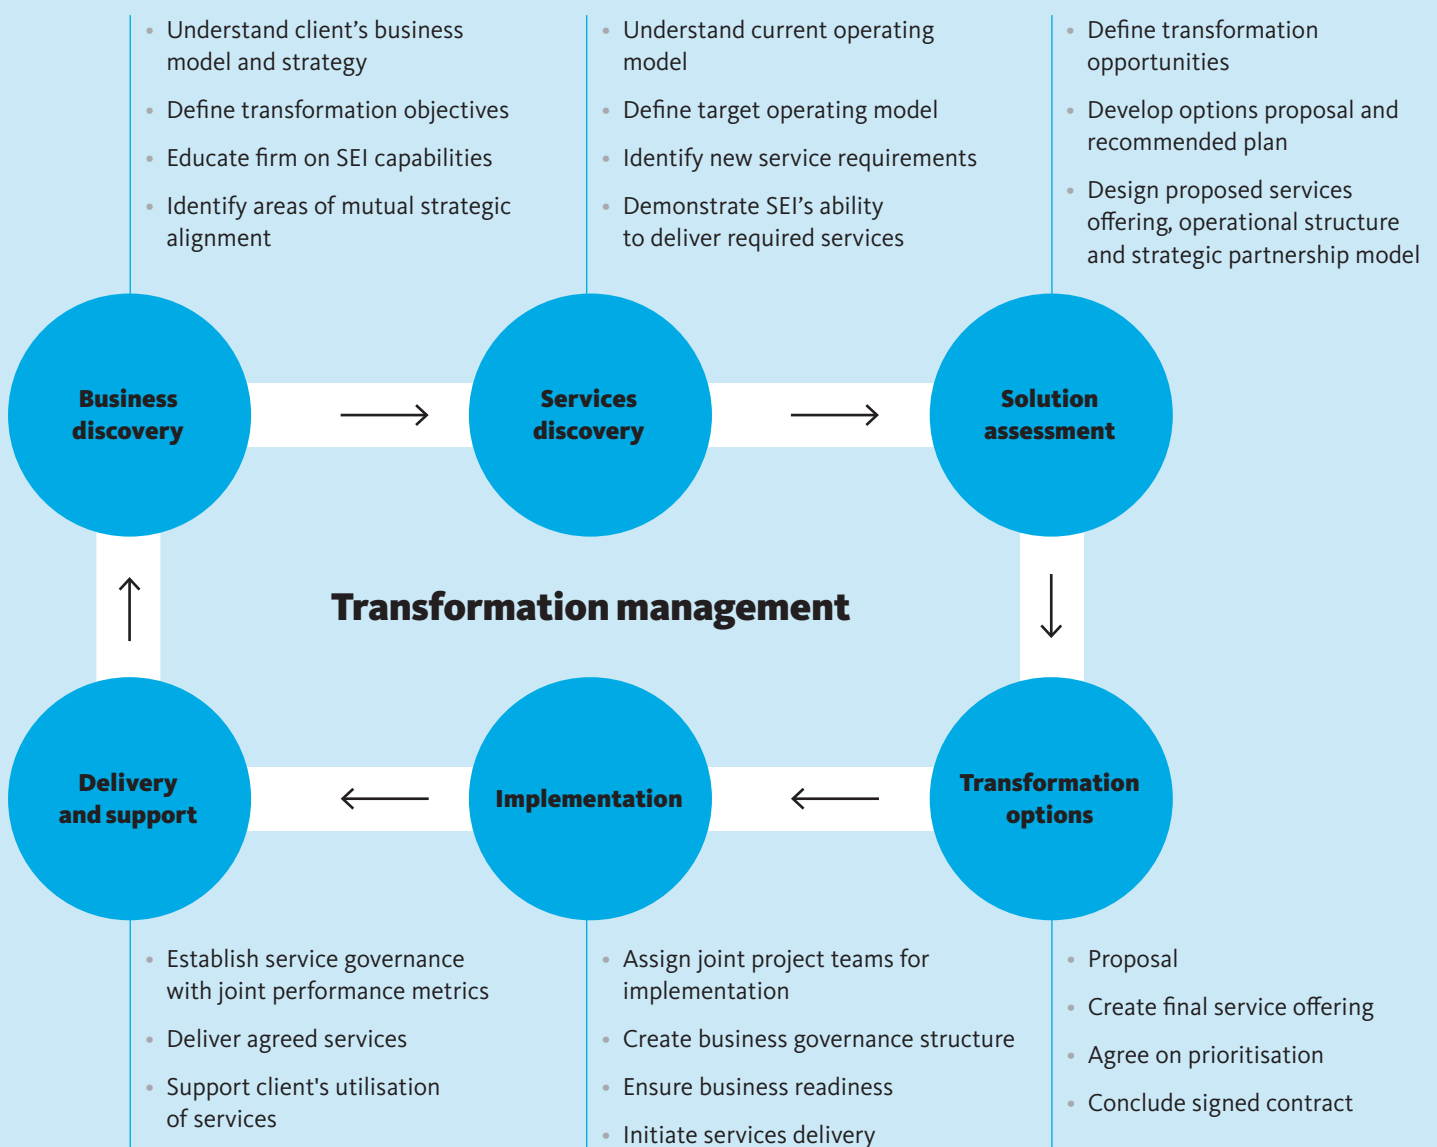 • Understand client’s business
model and strategy
• Define transformation objectives
• Educate firm on SEI capabilities
• Identify areas of mutual strategic
alignment
• Understand current operating
model
• Define target operating model
• Identify new service requirements
• Demonstrate SEI’s ability
to deliver required services
• Define transformation
opportunities
• Develop options proposal and
recommended plan
• Design proposed services
offering, operational structure
and strategic partnership model
Business
discovery
Services
discovery
Solution
assessment
Transformation management
Delivery
and support
Implementation
Transformation
options
• Establish service governance
with joint performance metrics
• Deliver agreed services
• Support client's utilisation
of services
• Assign joint project teams for
implementation
• Create business governance structure
• Ensure business readiness
• Initiate services delivery
• Proposal
• Create final service offering
• Agree on prioritisation
• Conclude signed contract